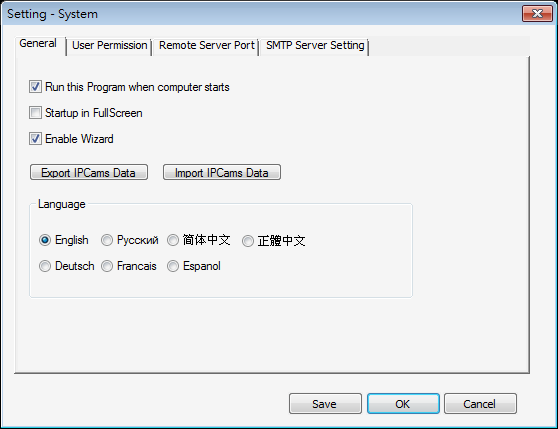 Setting - System
General User Permission Remote Server Port SMTP Server Setting
Run this Program when computer starts
Startup in FullScreen
Enable Wizard
Export IPCams Data Import IPCams Data
Language
English Русский 简体中文 正體中文
Deutsch Francais Espanol
Save OK Cancel